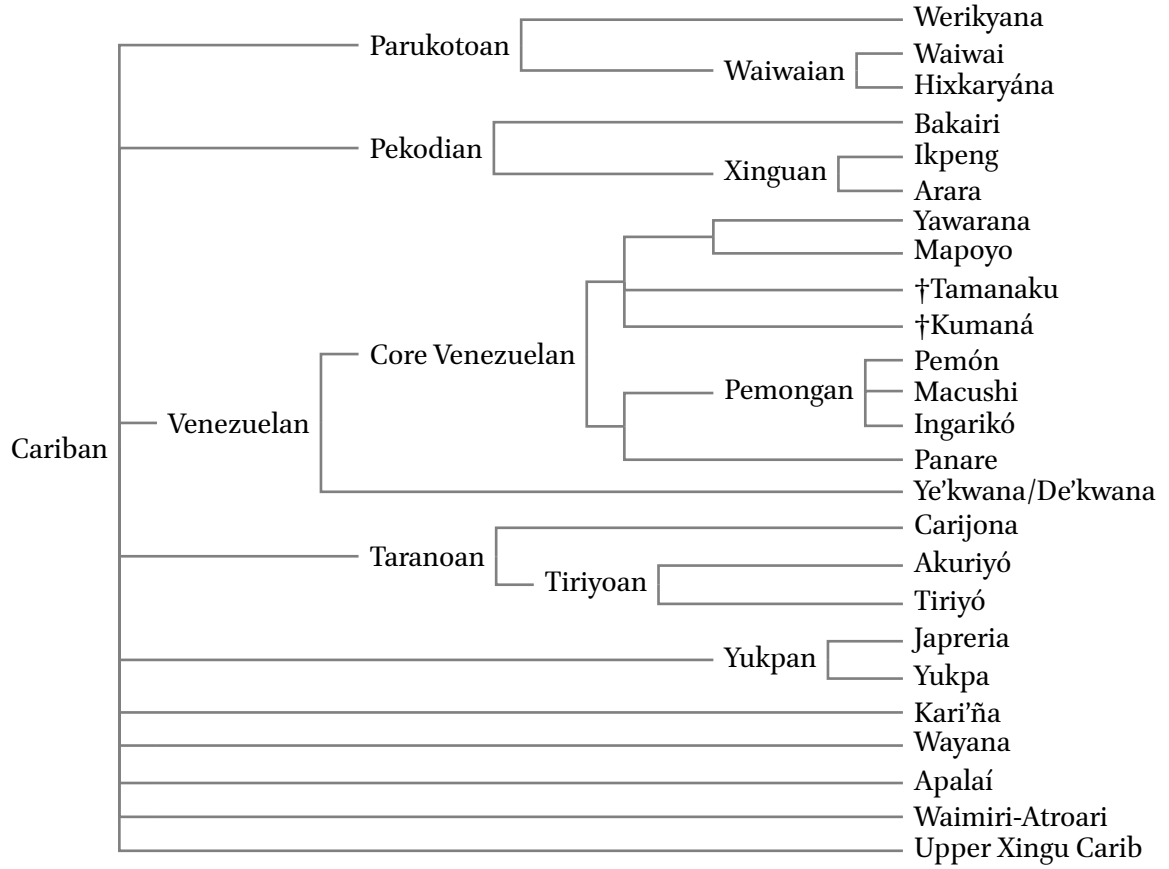 Werikyana
Parukotoan
Waiwai
Waiwaian
Hixkaryána
Bakairi
Pekodian
Ikpeng
Xinguan
Arara
Yawarana
Mapoyo
†Tamanaku
†Kumaná
Core Venezuelan
Pemón
Pemongan
Macushi
Ingarikó
Venezuelan
Cariban
Panare
Ye’kwana/De’kwana
Carijona
Taranoan
Akuriyó
Tiriyoan
Tiriyó
Japreria
Yukpan
Yukpa
Kari’ña
Wayana
Apalaí
Waimiri-Atroari
Upper Xingu Carib